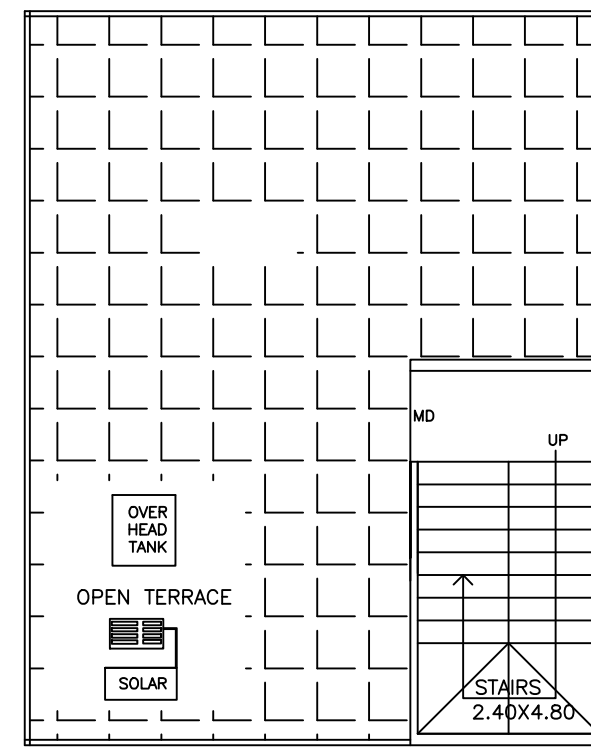 MD
UP
OVER
HEAD
TANK
OPEN TERRACE
SOLAR
STAIRS
2.40X4.80